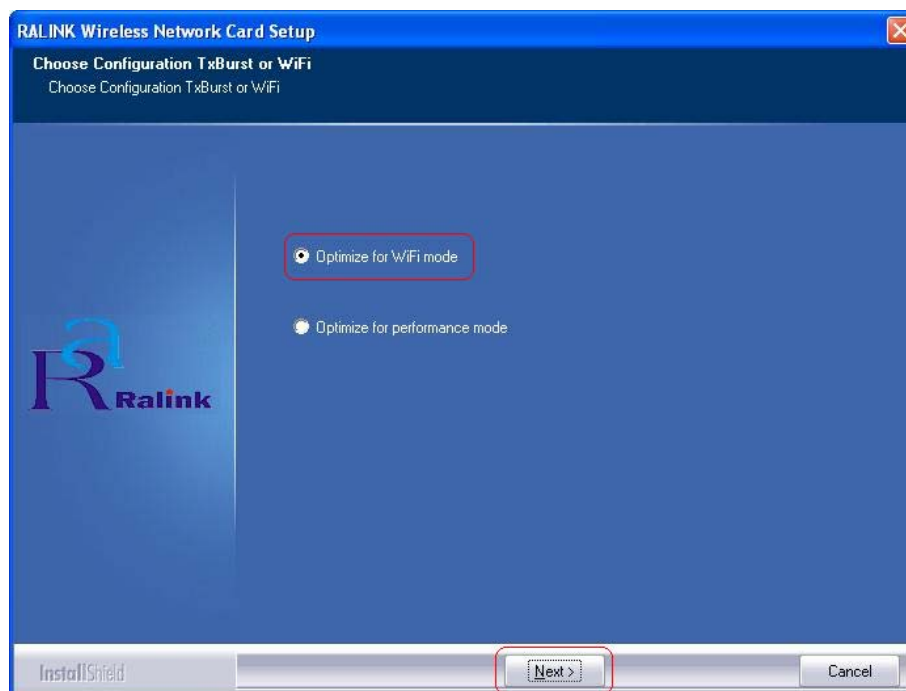 RALINK Wireless Network Card Setup
Choose Configuration TxBurst or WiFi
Choose Configuration TxBurst or WiFi
Optimize for WiFi mode
Optimize for performance mode
Ra
Ralink
InstallShield
Next >
Cancel